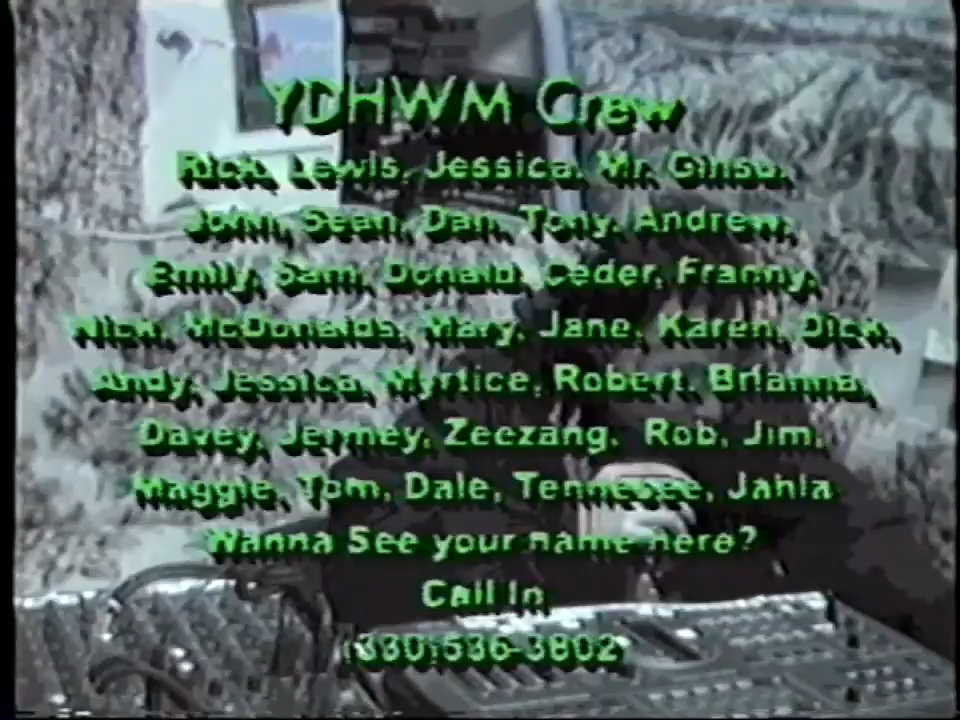 YDHWM Crew
Rick, Lewis, Jessica, Mr. Ginsu,
John, Sean, Dan, Tony, Andrew,
Emily, Sam, Donald, Ceder, Franny,
Nick, McDonalds, Mary, Jane, Karen, Dick,
Andy, Jessica, Myrtice, Robert, Brianna,
Davey, Jermey, Zeezang, Rob, Jim,
Maggie, Tom, Dale, Tennesee, Jahla
Wanna See your name here?
Call In
(330)536-3802